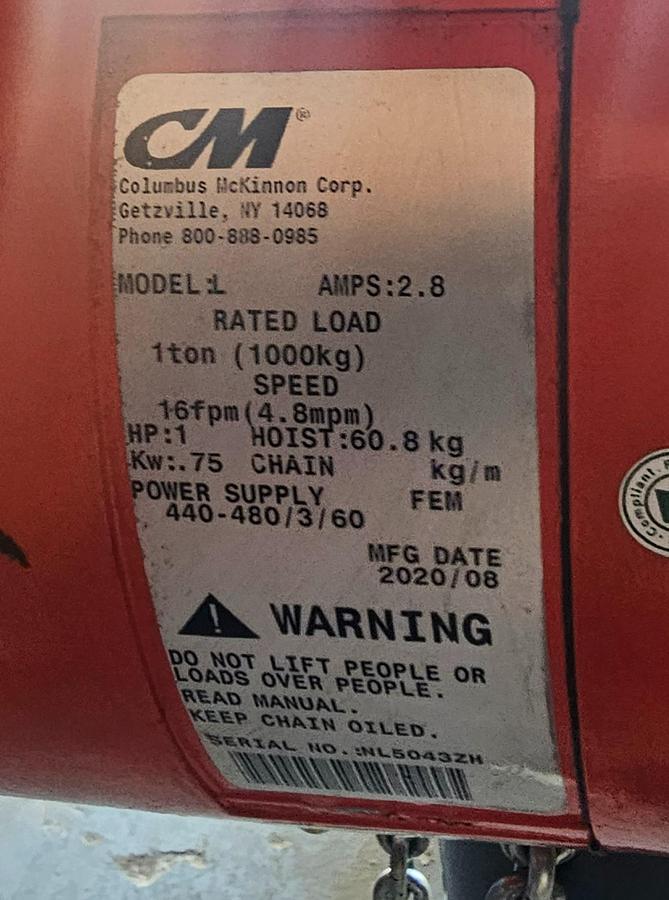 CM®
Columbus McKinnon Corp.
Getzville, NY 14068
Phone 800-888-0985
MODEL:L AMPS:2.8
RATED LOAD
1ton (1000kg)
SPEED
16fpm(4.8mpm)
HP:1 HOIST:60.8 kg
Kw:.75 CHAIN kg/m
POWER SUPPLY FEM
440-480/3/60
MFG DATE
2020/08
WARNING
DO NOT LIFT PEOPLE OR
LOADS OVER PEOPLE.
READ MANUAL.
KEEP CHAIN OILED.
SERIAL NO.:NL5043ZH
Compliant